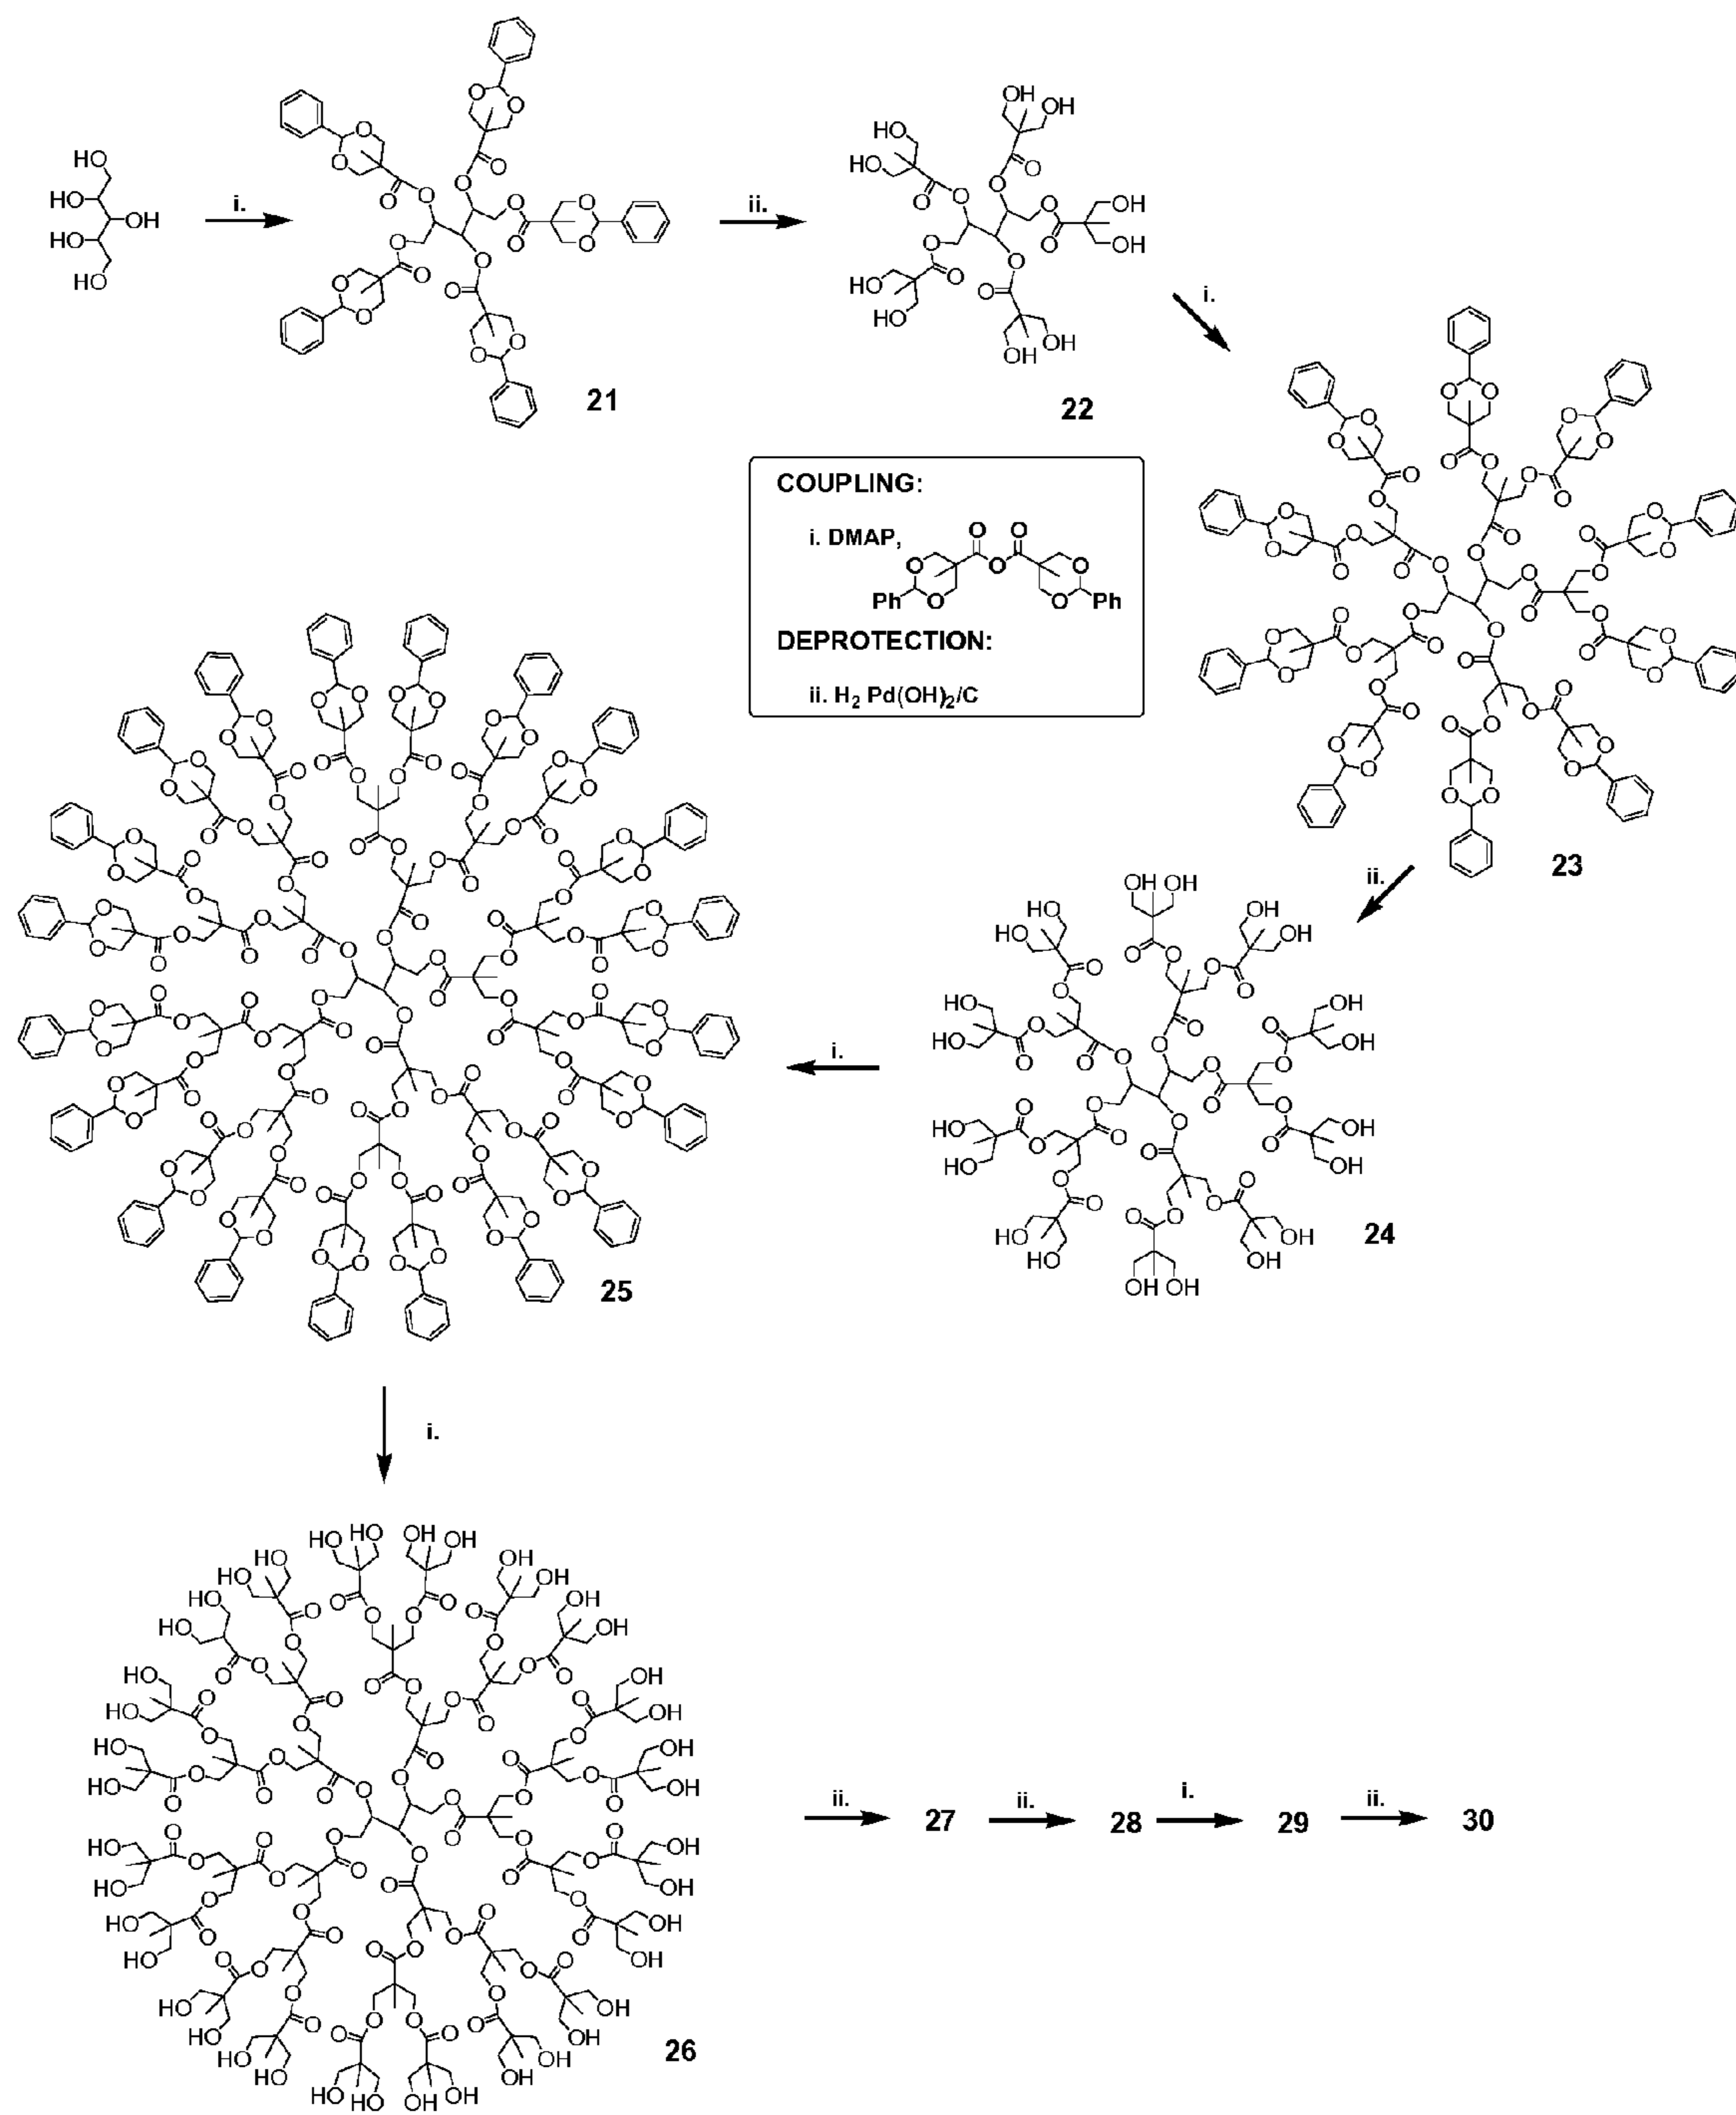 HO
HO
OH
HO
HO
i.
21
ii.
22
i.
23
COUPLING:
i. DMAP,
O O
O O O
Ph O O Ph
DEPROTECTION:
ii. H₂ Pd(OH)₂/C
ii.
24
i.
25
i.
26
ii.
27
ii.
28
i.
29
ii.
30